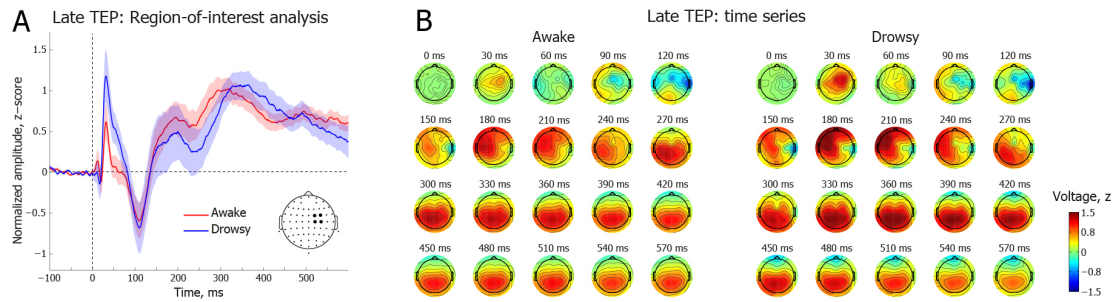 A
Late TEP: Region-of-interest analysis
Normalized amplitude, z-score
1.5
1
0.5
0
−0.5
−1
−100 0 100 200 300 400 500
Time, ms
Awake
Drowsy
B
Late TEP: time series
Awake
0 ms 30 ms 60 ms 90 ms 120 ms
150 ms 180 ms 210 ms 240 ms 270 ms
300 ms 330 ms 360 ms 390 ms 420 ms
450 ms 480 ms 510 ms 540 ms 570 ms
Drowsy
0 ms 30 ms 60 ms 90 ms 120 ms
150 ms 180 ms 210 ms 240 ms 270 ms
300 ms 330 ms 360 ms 390 ms 420 ms
450 ms 480 ms 510 ms 540 ms 570 ms
Voltage, z
1.5
0.8
0
−0.8
−1.5